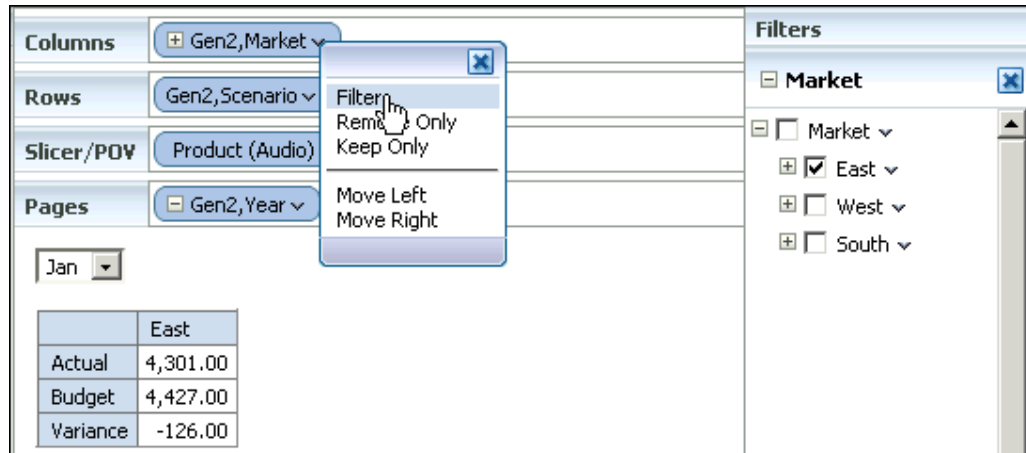 Columns
Gen2,Market
Rows
Gen2,Scenario
Slicer/POV
Product (Audio)
Pages
Gen2,Year
Filter
Only
Keep Only
Move Left
Move Right
Jan
East
Actual 4,301.00
Budget 4,427.00
Variance -126.00
Filters
Market
Market
East
West
South